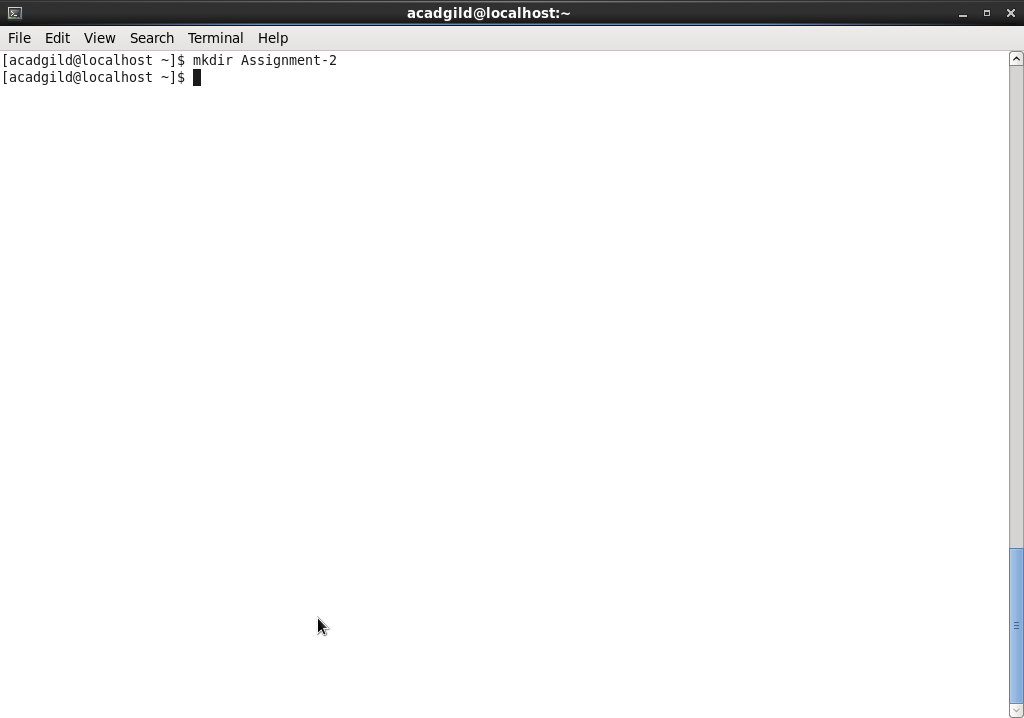 acadgild@localhost:~
File Edit View Search Terminal Help
[acadgild@localhost ~]$ mkdir Assignment-2
[acadgild@localhost ~]$